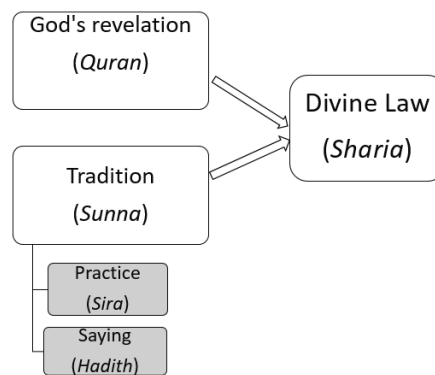 God's revelation
(Quran)
Divine Law
(Sharia)
Tradition
(Sunna)
Practice
(Sira)
Saying
(Hadith)